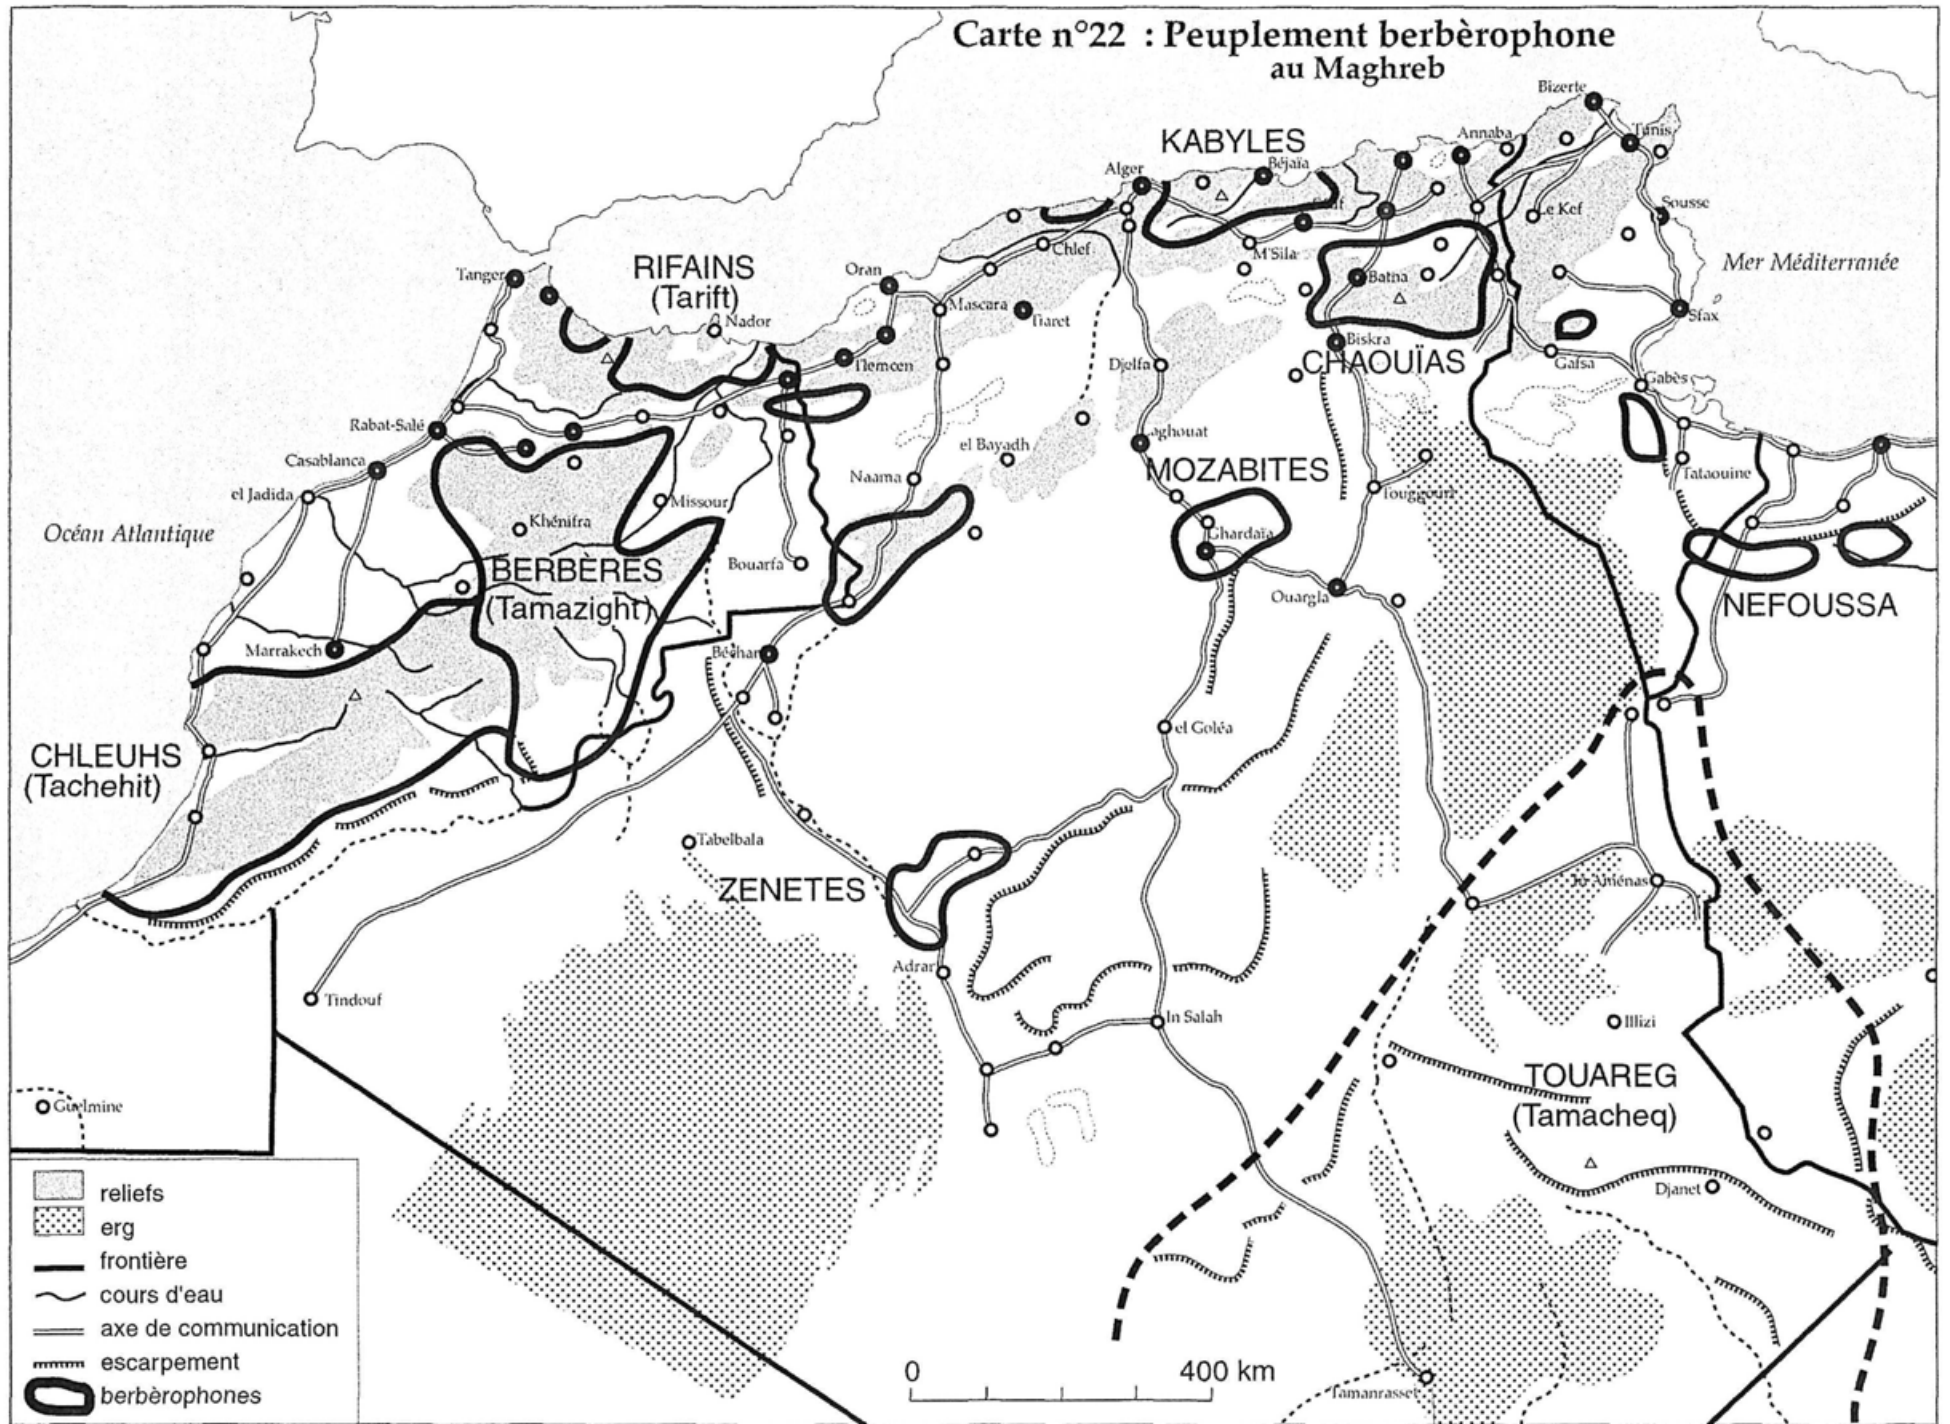 Carte n°22 : Peuplement berbèrophone
au Maghreb
Bizerte
Tunis
Annaba
KABYLES
Béjaïa
Alger
Sousse
Le Kef
Chlef
M'Sila
Mer Méditerranée
RIFAINS
(Tarift)
Tanger
Oran
Batna
Nador
Mascara
Tiaret
Sfax
Biskra
CHAOUÏAS
Tlemcen
Djelfa
Gafsa
Gabès
Rabat-Salé
Laghouat
el Bayadh
Casablanca
MOZABITES
Tataouine
Naama
el Jadida
Missour
Touggourt
Khénifra
Océan Atlantique
Ghardaïa
Bouarfa
BERBÈRES
(Tamazight)
Ouargla
NEFOUSSA
Marrakech
Béchar
el Goléa
CHLEUHS
(Tachehit)
Tabelbala
ZENETES
In Aménas
Adrar
Tindouf
In Salah
Illizi
TOUAREG
(Tamacheq)
Guelmine
Djanet
reliefs
erg
frontière
cours d'eau
axe de communication
escarpement
berbèrophones
0 400 km
Tamanrasset